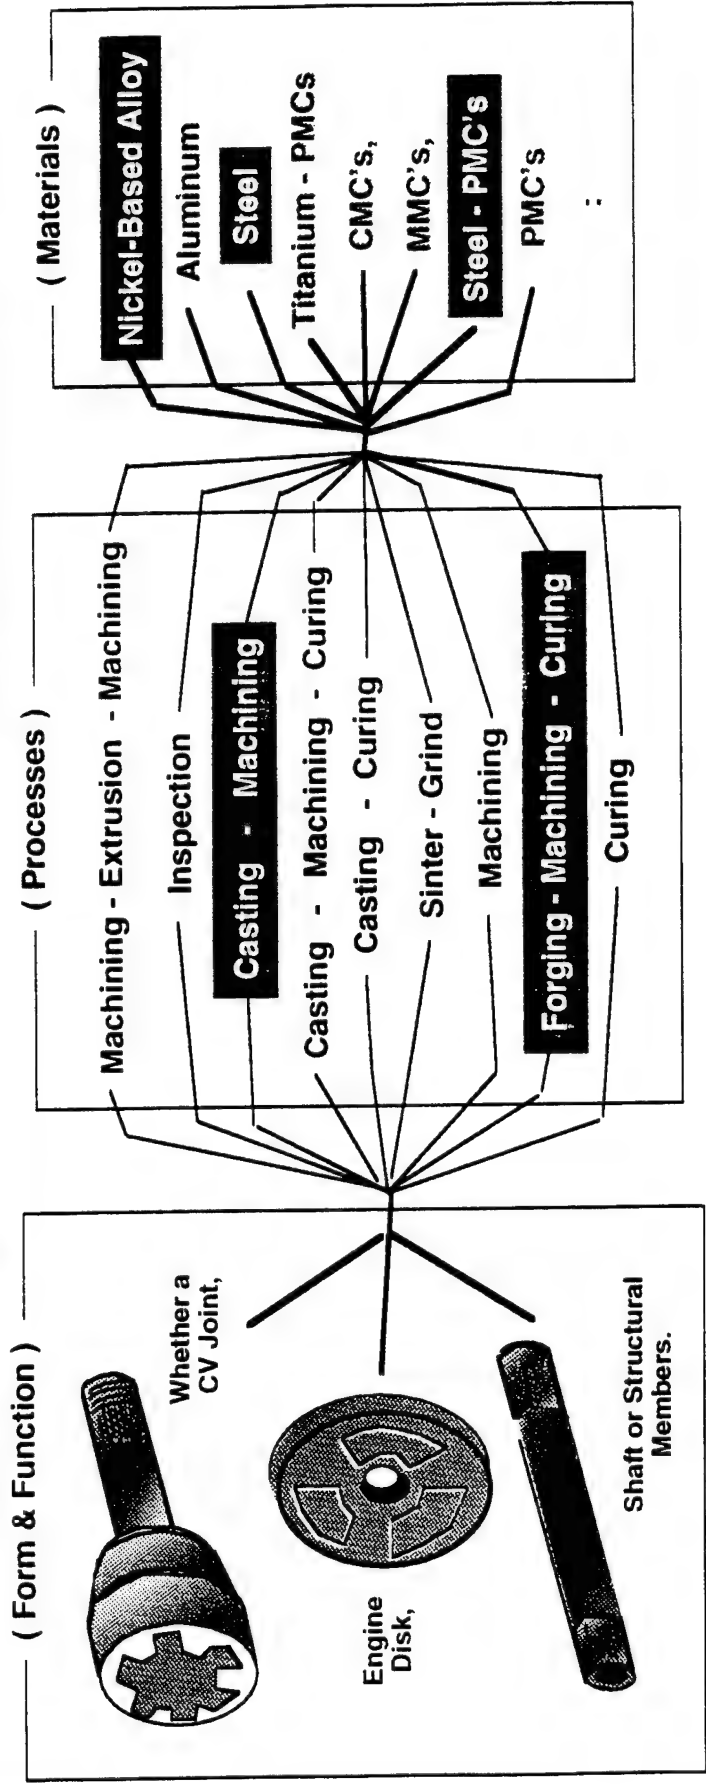 ( Form & Function )
Whether a
CV Joint,
Engine
Disk,
Shaft or Structural
Members.
( Processes )
Machining - Extrusion - Machining
Inspection
Casting - Machining
Casting - Machining - Curing
Casting - Curing
Sinter - Grind
Machining
Forging - Machining - Curing
Curing
( Materials )
Nickel-Based Alloy
Aluminum
Steel
Titanium - PMCs
CMC's,
MMC's,
Steel - PMC's
PMC's
: